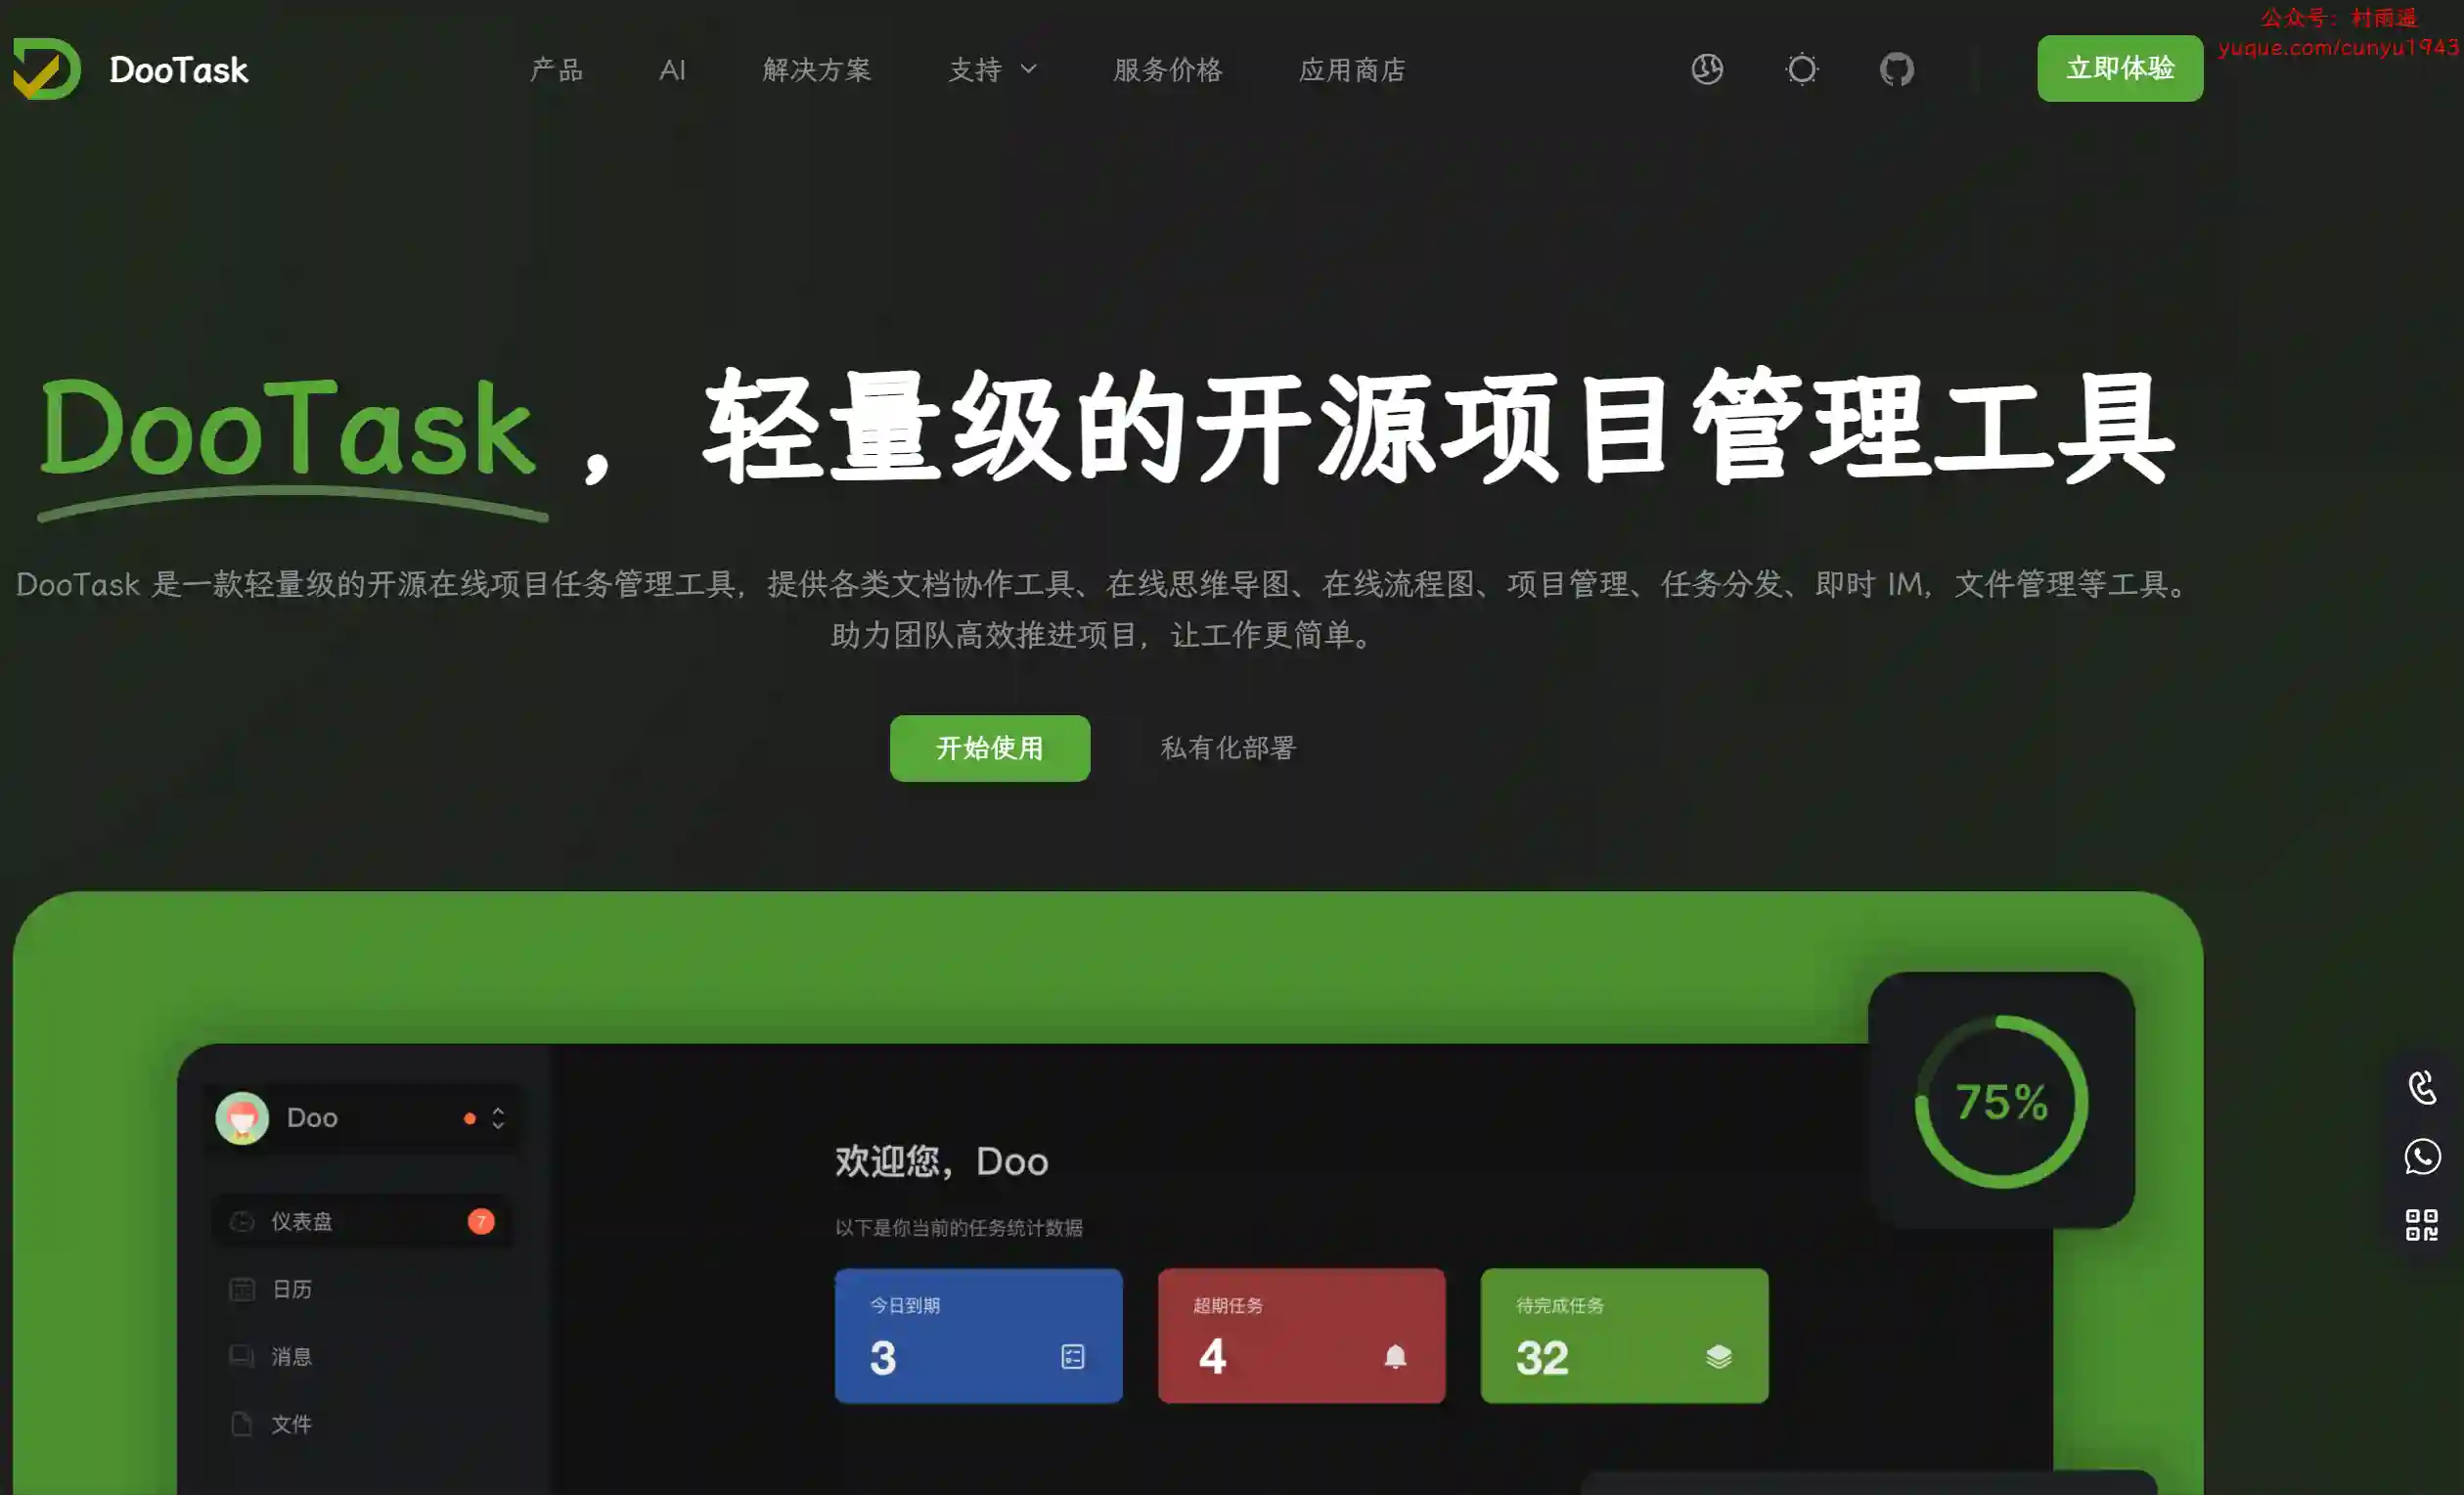 公众号：村雨遥
yuque.com/cunyu1943
DooTask 产品 AI 解决方案 支持 服务价格 应用商店 立即体验
DooTask ，轻量级的开源项目管理工具
DooTask 是一款轻量级的开源在线项目任务管理工具，提供各类文档协作工具、在线思维导图、在线流程图、项目管理、任务分发、即时 IM，文件管理等工具。
助力团队高效推进项目，让工作更简单。
开始使用 私有化部署
75%
Doo
欢迎您，Doo
仪表盘 7
以下是你当前的任务统计数据
日历
今日到期 超期任务 待完成任务
3 4 32
消息
文件